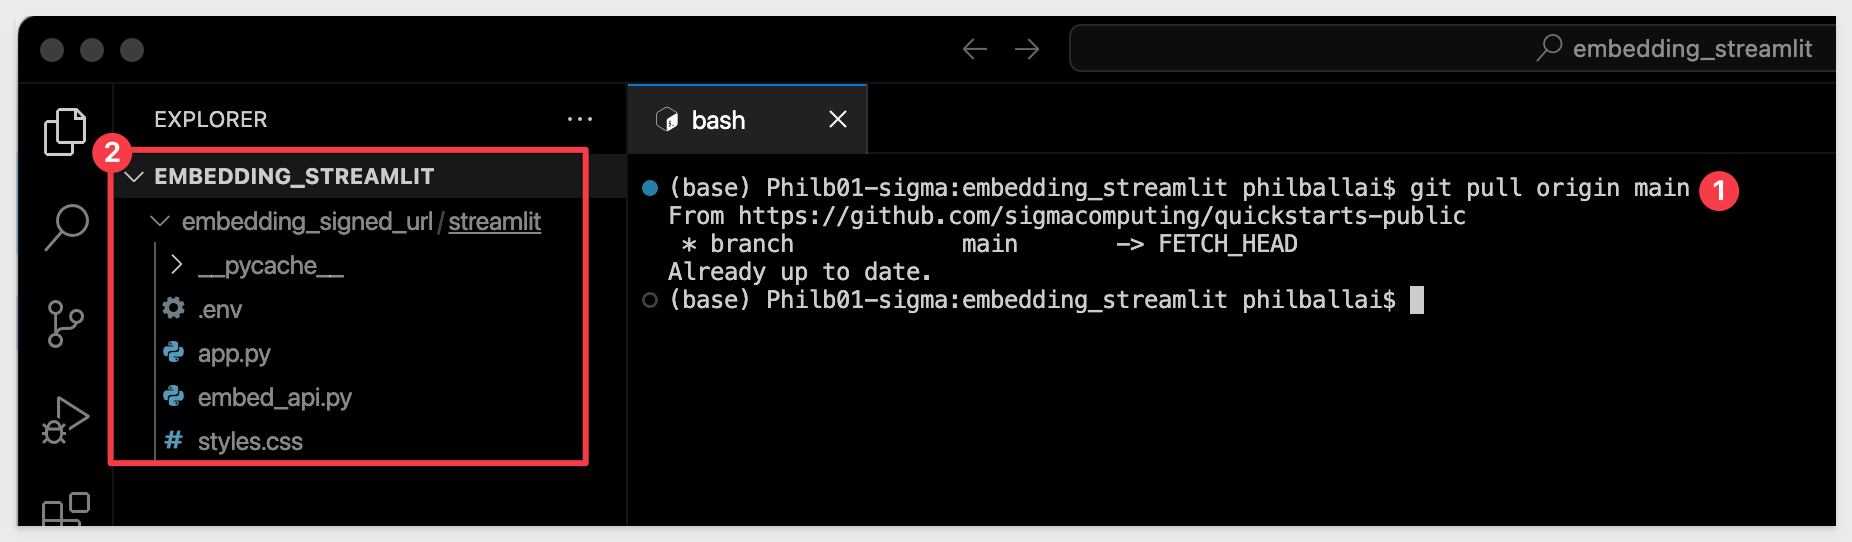 embedding_streamlit
EXPLORER
...
bash
2
EMBEDDING_STREAMLIT
embedding_signed_url/streamlit
__pycache__
.env
app.py
embed_api.py
# styles.css
(base) Philb01-sigma:embedding_streamlit philballai$ git pull origin main
1
From https://github.com/sigmacomputing/quickstarts-public
* branch main -> FETCH_HEAD
Already up to date.
(base) Philb01-sigma:embedding_streamlit philballai$